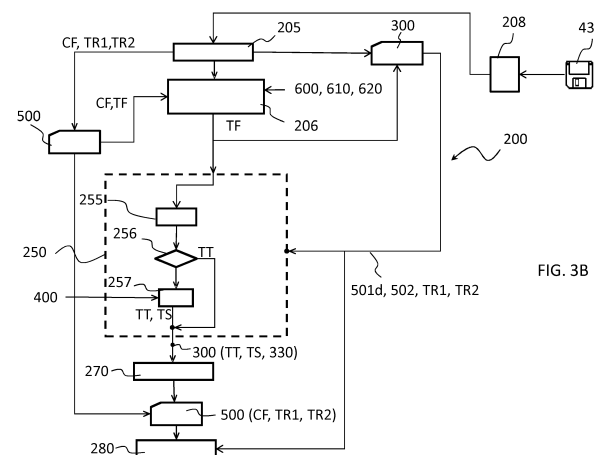 205
300
208
43
CF, TR1,TR2
500
CF,TF
600, 610, 620
206
TF
200
255
256
TT
250
257
501d, 502, TR1, TR2
FIG. 3B
400
TT, TS
300 (TT, TS, 330)
270
500 (CF, TR1, TR2)
280